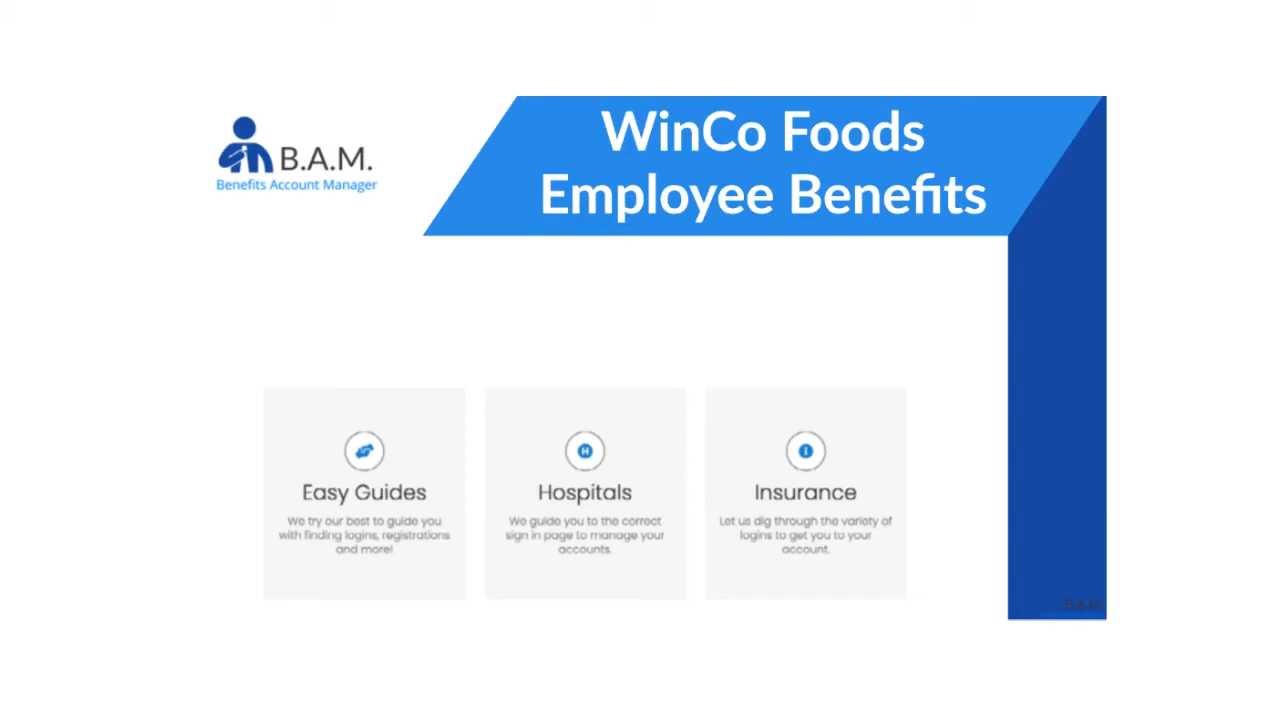 B.A.M.
Benefits Account Manager
WinCo Foods
Employee Benefits
Easy Guides
We try our best to guide you
with finding logins, registrations
and more!
H
Hospitals
We guide you to the correct
sign in page to manage your
accounts.
Insurance
Let us dig through the variety of
logins to get you to your
account.
B.A.M.